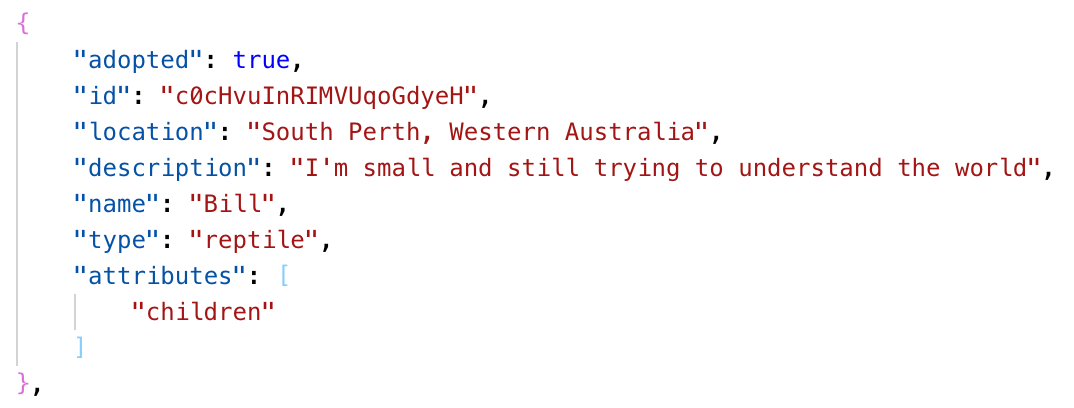 {
"adopted": true,
"id": "c0cHvuInRIMVUqoGdyeH",
"location": "South Perth, Western Australia",
"description": "I'm small and still trying to understand the world",
"name": "Bill",
"type": "reptile",
"attributes": [
"children"
]
},